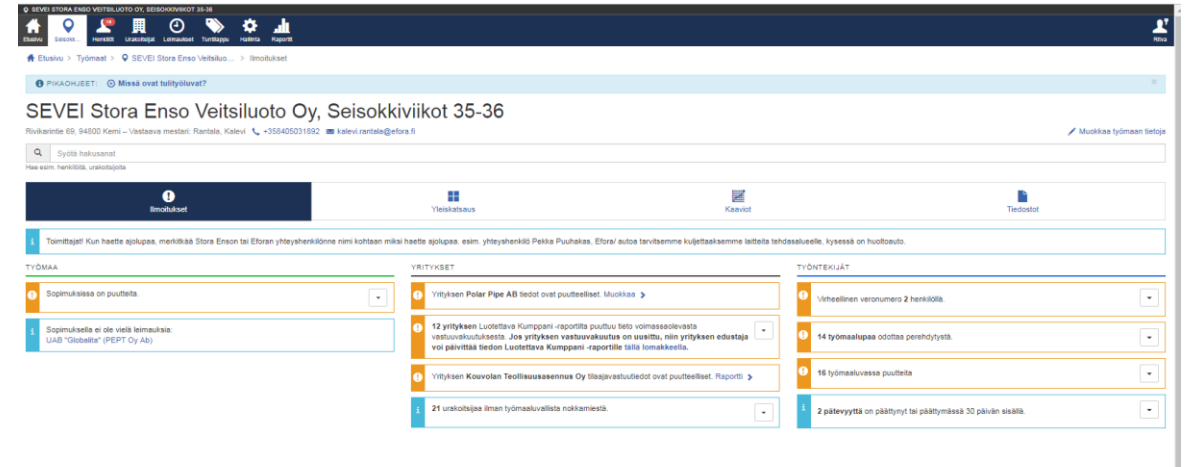 SEVEI STORA ENSO VEITSILUOTO OY, SEISOKKIVIIKOT 35-36
Etusivu Seisokk... Henkilöt Urakoitsijat Leimaukset Tuntilappu Hallinta Raportit Ritva
Etusivu > Työmaat > SEVEI Stora Enso Veitsiluo... > Ilmoitukset
PIKAOHJEET: Missä ovat tulityöluvat?
SEVEI Stora Enso Veitsiluoto Oy, Seisokkiviikot 35-36
Rivikarintie 69, 94800 Kemi – Vastaava mestari: Rantala, Kalevi +358405031892 kalevi.rantala@efora.fi
Muokkaa työmaan tietoja
Syötä hakusanat
Hae esim. henkilöitä, urakoitsijoita
Ilmoitukset
Yleiskatsaus
Kaaviot
Tiedostot
Toimittajat! Kun haette ajolupaa, merkitkää Stora Enson tai Eforan yhteyshenkilönne nimi kohtaan miksi haette ajolupaa. esim. yhteyshenkilö Pekka Puuhakas, Efora/ autoa tarvitsemme kuljettaaksemme laitteita tehdasalueelle, kysessä on huoltoauto.
TYÖMAA
Sopimuksissa on puutteita.
Sopimuksella ei ole vielä leimauksia:
UAB "Globalita" (PEPT Oy Ab)
YRITYKSET
Yrityksen Polar Pipe AB tiedot ovat puutteelliset. Muokkaa
12 yrityksen Luotettava Kumppani -raportilta puuttuu tieto voimassaolevasta
vastuuvakuutuksesta. Jos yrityksen vastuuvakuutus on uusittu, niin yrityksen edustaja
voi päivittää tiedon Luotettava Kumppani -raportille tällä lomakkeella.
Yrityksen Kouvolan Teollisuusasennus Oy tilaajavastuutiedot ovat puutteelliset. Raportti
21 urakoitsijaa ilman työmaaluvallista nokkamiestä.
TYÖNTEKIJÄT
Virheellinen veronumero 2 henkilöllä.
14 työmaalupaa odottaa perehdytystä.
16 työmaaluvassa puutteita
2 pätevyyttä on päättynyt tai päättymässä 30 päivän sisällä.